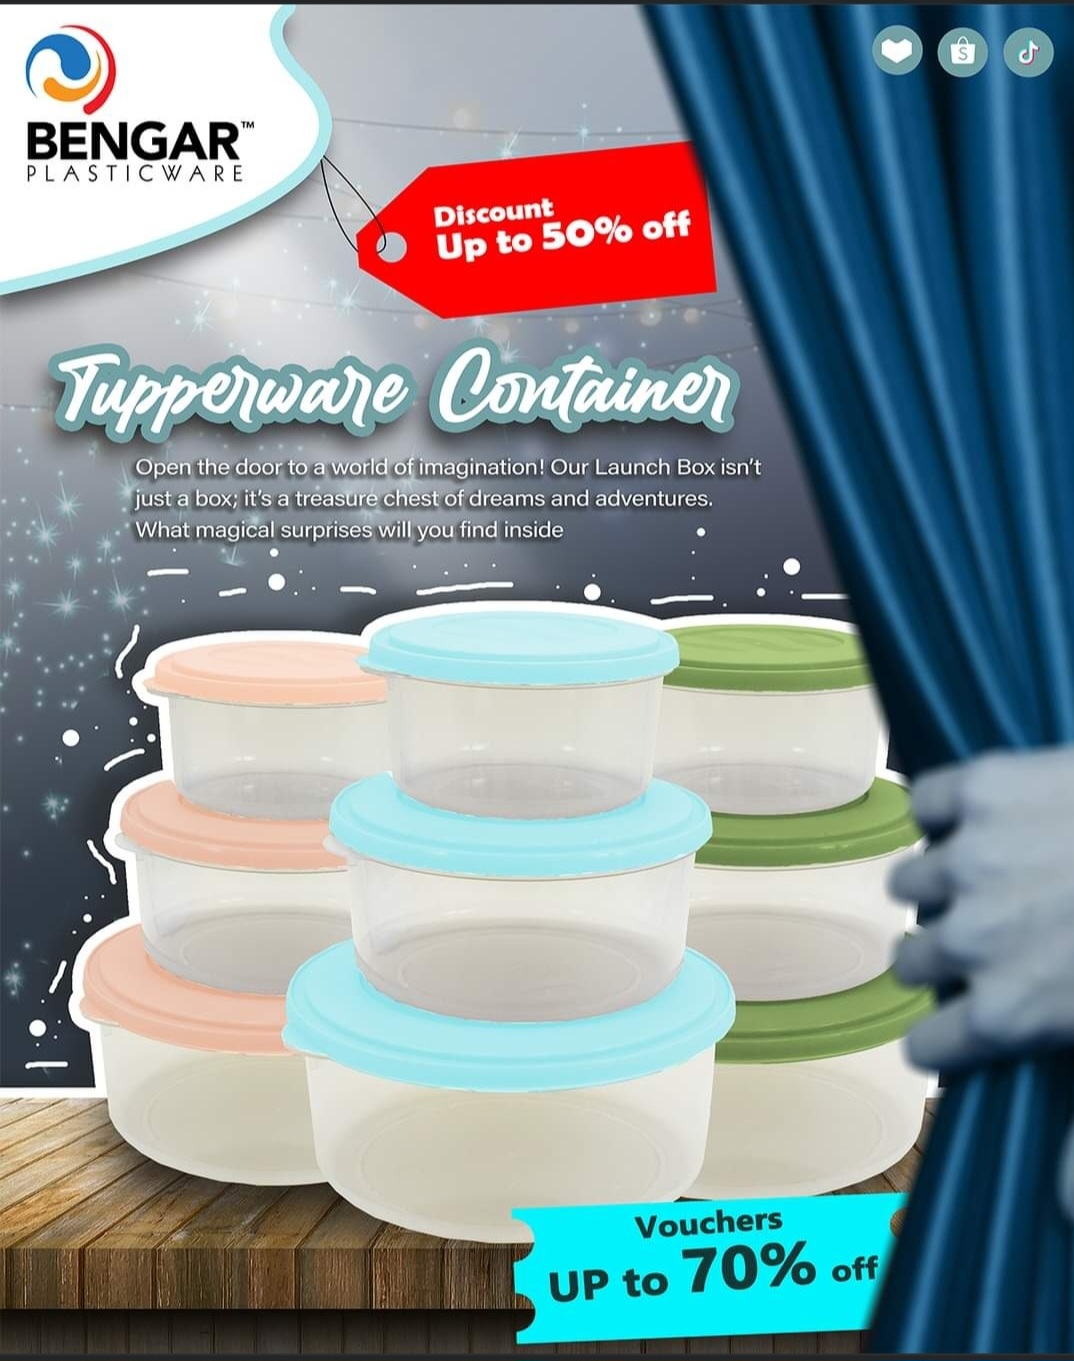 BENGAR™
PLASTICWARE
Discount
Up to 50% off
Tupperware Container
Open the door to a world of imagination! Our Launch Box isn't
just a box; it's a treasure chest of dreams and adventures.
What magical surprises will you find inside
Vouchers
UP to 70% off